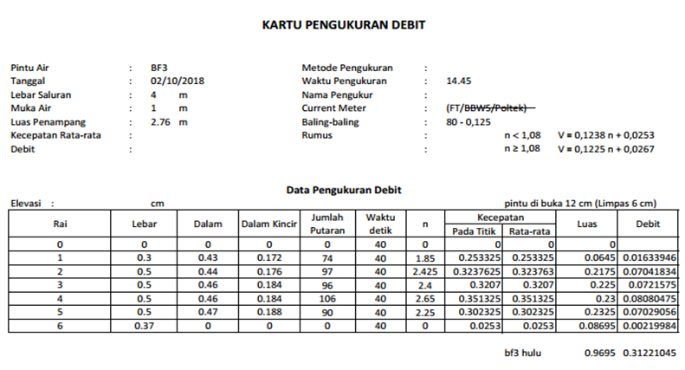 KARTU PENGUKURAN DEBIT
Pintu Air : BF3 Metode Pengukuran :
Tanggal : 02/10/2018 Waktu Pengukuran : 14.45
Lebar Saluran : 4 m Nama Pengukur :
Muka Air : 1 m Current Meter : (FT/BBWS/Poltek)
Luas Penampang : 2.76 m Baling-baling : 80 - 0,125
Kecepatan Rata-rata : Rumus : n < 1,08 V = 0,1238 n + 0,0253
Debit : : n ≥ 1,08 V = 0,1225 n + 0,0267
Data Pengukuran Debit
Elevasi : cm pintu di buka 12 cm (Limpas 6 cm)
Rai Lebar Dalam Dalam Kincir Jumlah Putaran Waktu detik n Kecepatan Luas Debit
Pada Titik Rata-rata
0 0 0 0 0 40 0 0 0 0
1 0.3 0.43 0.172 74 40 1.85 0.253325 0.253325 0.0645 0.01633946
2 0.5 0.44 0.176 97 40 2.425 0.3237625 0.323763 0.2175 0.07041834
3 0.5 0.46 0.184 96 40 2.4 0.3207 0.3207 0.225 0.0721575
4 0.5 0.46 0.184 106 40 2.65 0.351325 0.351325 0.23 0.08080475
5 0.5 0.47 0.188 90 40 2.25 0.302325 0.302325 0.2325 0.07029056
6 0.37 0 0 0 40 0 0.0253 0.0253 0.08695 0.00219984
bf3 hulu 0.9695 0.31221045